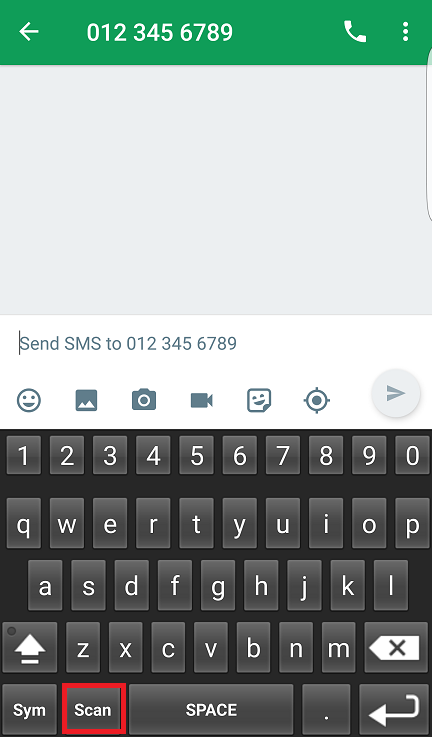 012 345 6789
Send SMS to 012 345 6789
1 2 3 4 5 6 7 8 9 0
q w e r t y u i o p
a s d f g h j k l
z x c v b n m
Sym Scan SPACE .